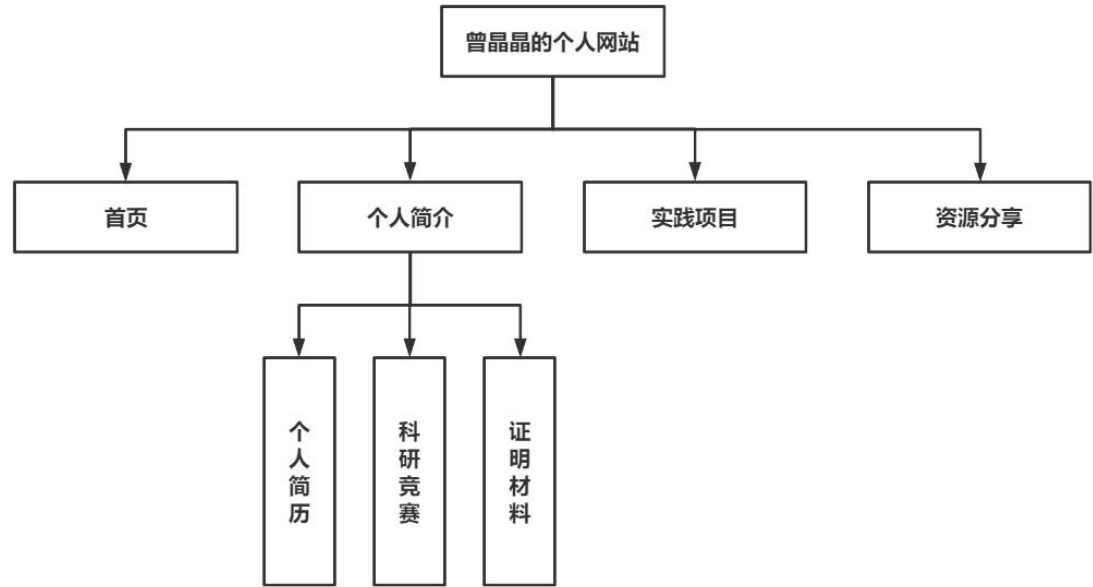 曾晶晶的个人网站
首页
个人简介
实践项目
资源分享
个人简历
科研竞赛
证明材料